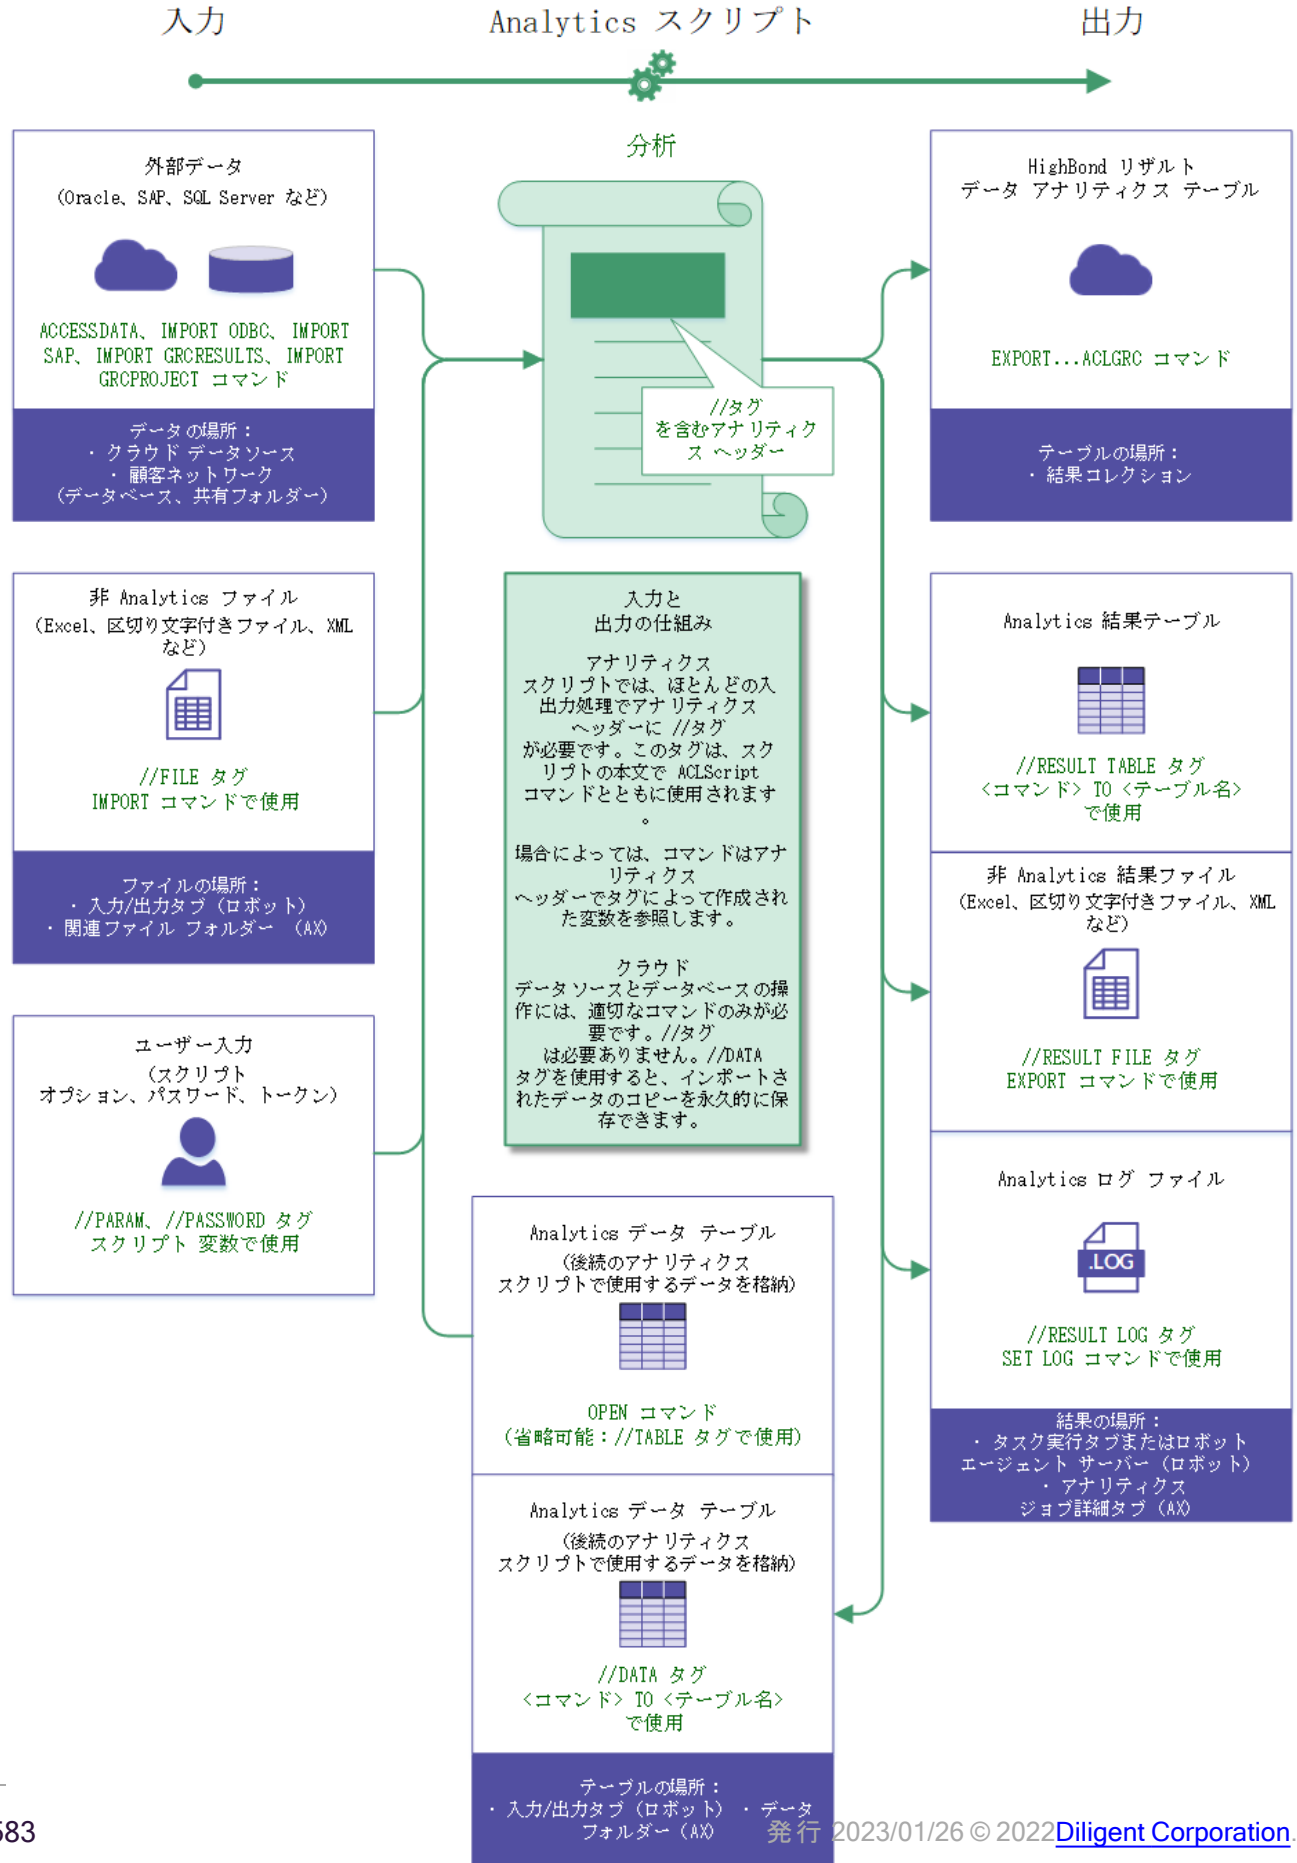 入力
Analytics スクリプト
出力
分析
外部データ
(Oracle、SAP、SQL Server など)
ACCESSDATA、IMPORT ODBC、IMPORT
SAP、IMPORT GRCRESULTS、IMPORT
GRCPROJECT コマンド
データの場所：
・クラウド データソース
・顧客ネットワーク
(データベース、共有フォルダー)
非 Analytics ファイル
(Excel、区切り文字付きファイル、XML
など)
//FILE タグ
IMPORT コマンドで使用
ファイルの場所：
・入力/出力タブ (ロボット)
・関連ファイル フォルダー (AX)
ユーザー入力
(スクリプト
オプション、パスワード、トークン)
//PARAM、//PASSWORD タグ
スクリプト 変数で使用
//タグ
を含むアナリティク
ス ヘッダー
入力と
出力の仕組み
アナリティクス
スクリプトでは、ほとんどの入
出力処理でアナリティクス
ヘッダーに //タグ
が必要です。このタグは、スク
リプトの本文で ACLScript
コマンドとともに使用されます
。
場合によっては、コマンドはアナ
リティクス
ヘッダーでタグによって作成され
た変数を参照します。
クラウド
データソースとデータベースの操
作には、適切なコマンドのみが必
要です。//タグ
は必要ありません。//DATA
タグを使用すると、インポートさ
れたデータのコピーを永久的に保
存できます。
Analytics データ テーブル
(後続のアナリティクス
スクリプトで使用するデータを格納)
OPEN コマンド
(省略可能：//TABLE タグで使用)
Analytics データ テーブル
(後続のアナリティクス
スクリプトで使用するデータを格納)
//DATA タグ
<コマンド> TO <テーブル名>
で使用
テーブルの場所：
・入力/出力タブ (ロボット) ・データ
フォルダー (AX)
HighBond リザルト
データ アナリティクス テーブル
EXPORT...ACLGRC コマンド
テーブルの場所：
・結果コレクション
Analytics 結果テーブル
//RESULT TABLE タグ
<コマンド> TO <テーブル名>
で使用
非 Analytics 結果ファイル
(Excel、区切り文字付きファイル、XML
など)
//RESULT FILE タグ
EXPORT コマンドで使用
Analytics ログ ファイル
.LOG
//RESULT LOG タグ
SET LOG コマンドで使用
結果の場所：
・タスク実行タブまたはロボット
エージェント サーバー (ロボット)
・アナリティクス
ジョブ詳細タブ (AX)
583
発行 2023/01/26 © 2022 Diligent Corporation.